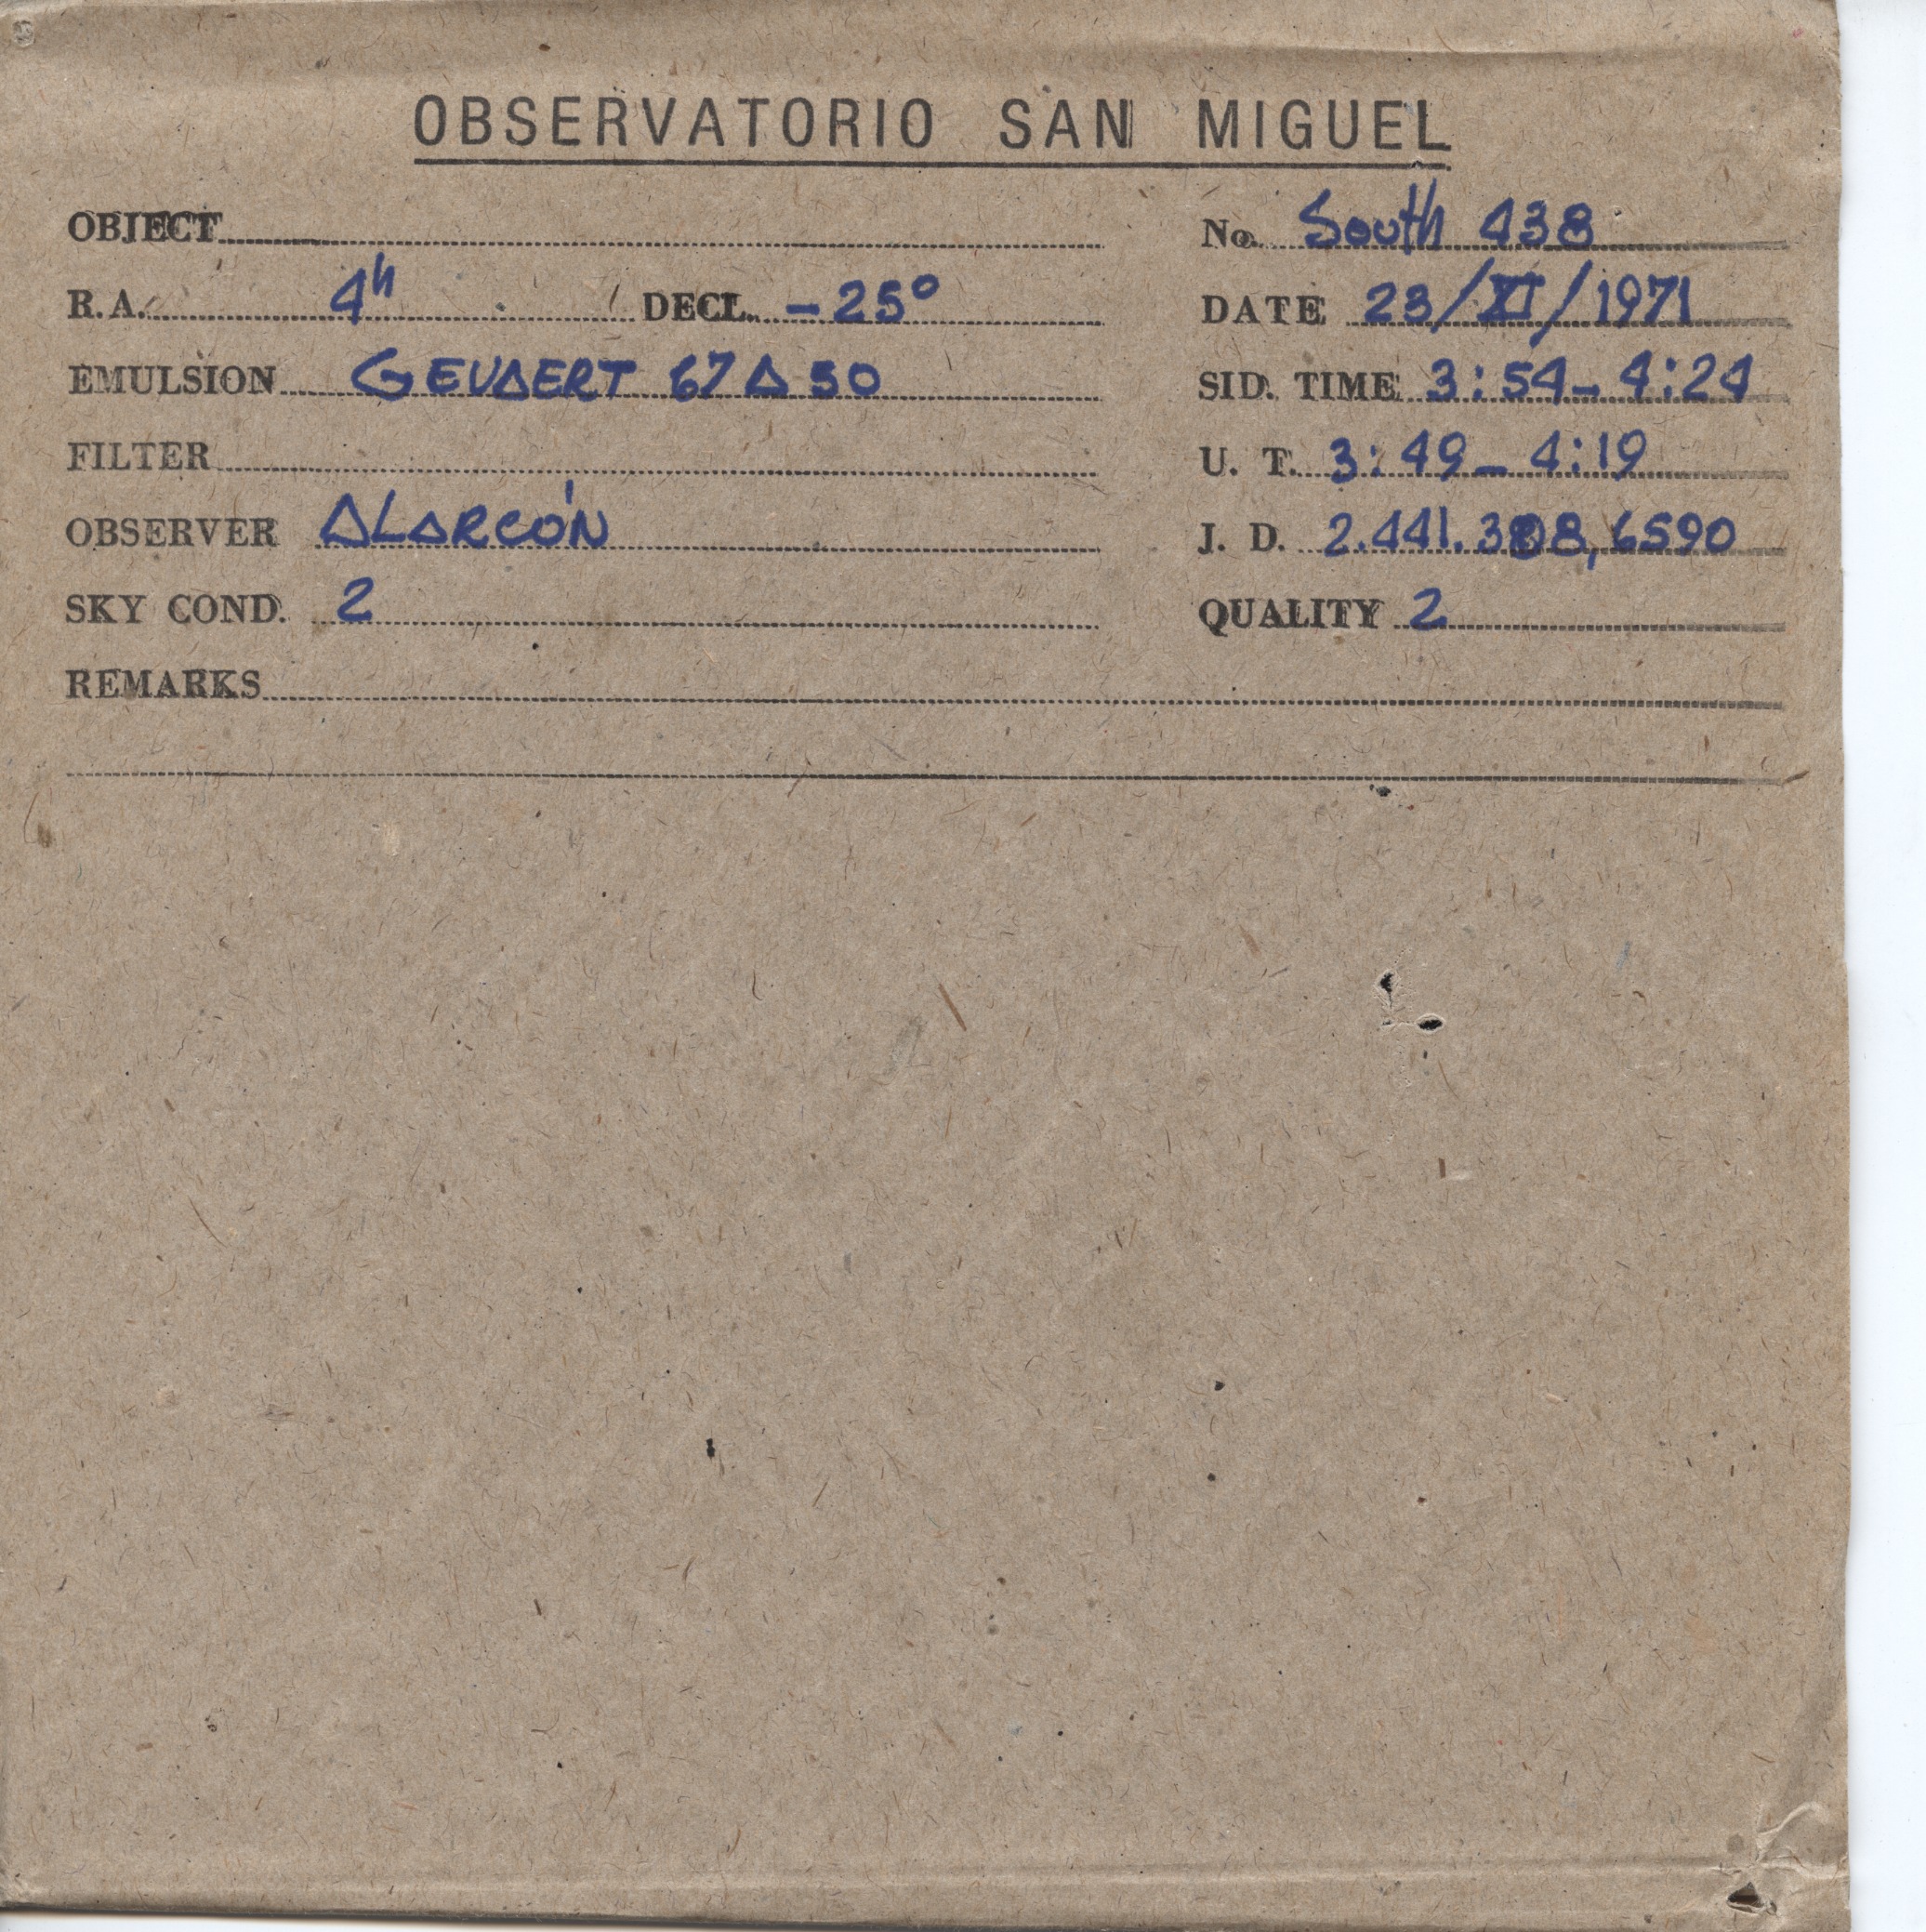 OBSERVATORIO SAN MIGUEL
OBJECT
No. South 438
R.A. 4h DECL. -25°
DATE 23/XI/1971
EMULSION GEVAERT 67A50
SID. TIME 3:54-4:24
FILTER
U. T. 3:49-4:19
OBSERVER ALARCÓN
J. D. 2.441.308,6590
SKY COND. 2
QUALITY 2
REMARKS